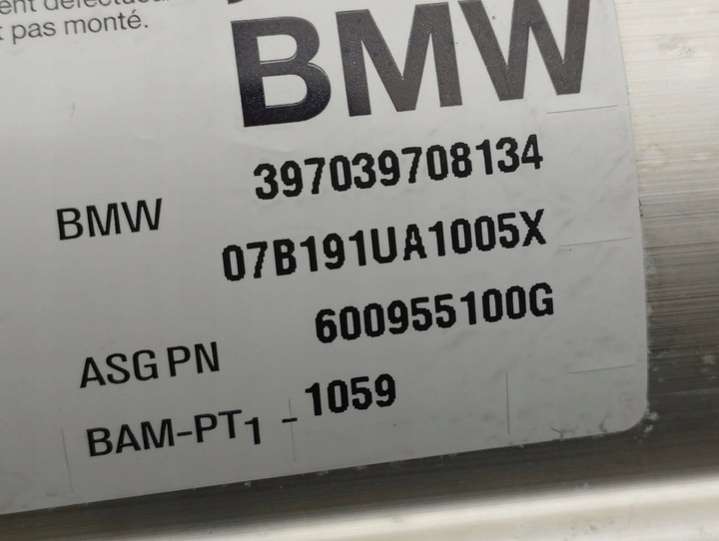 pas monté.
BMW
BMW 397039708134
07B191UA1005X
600955100G
ASG PN
BAM-PT1 - 1059